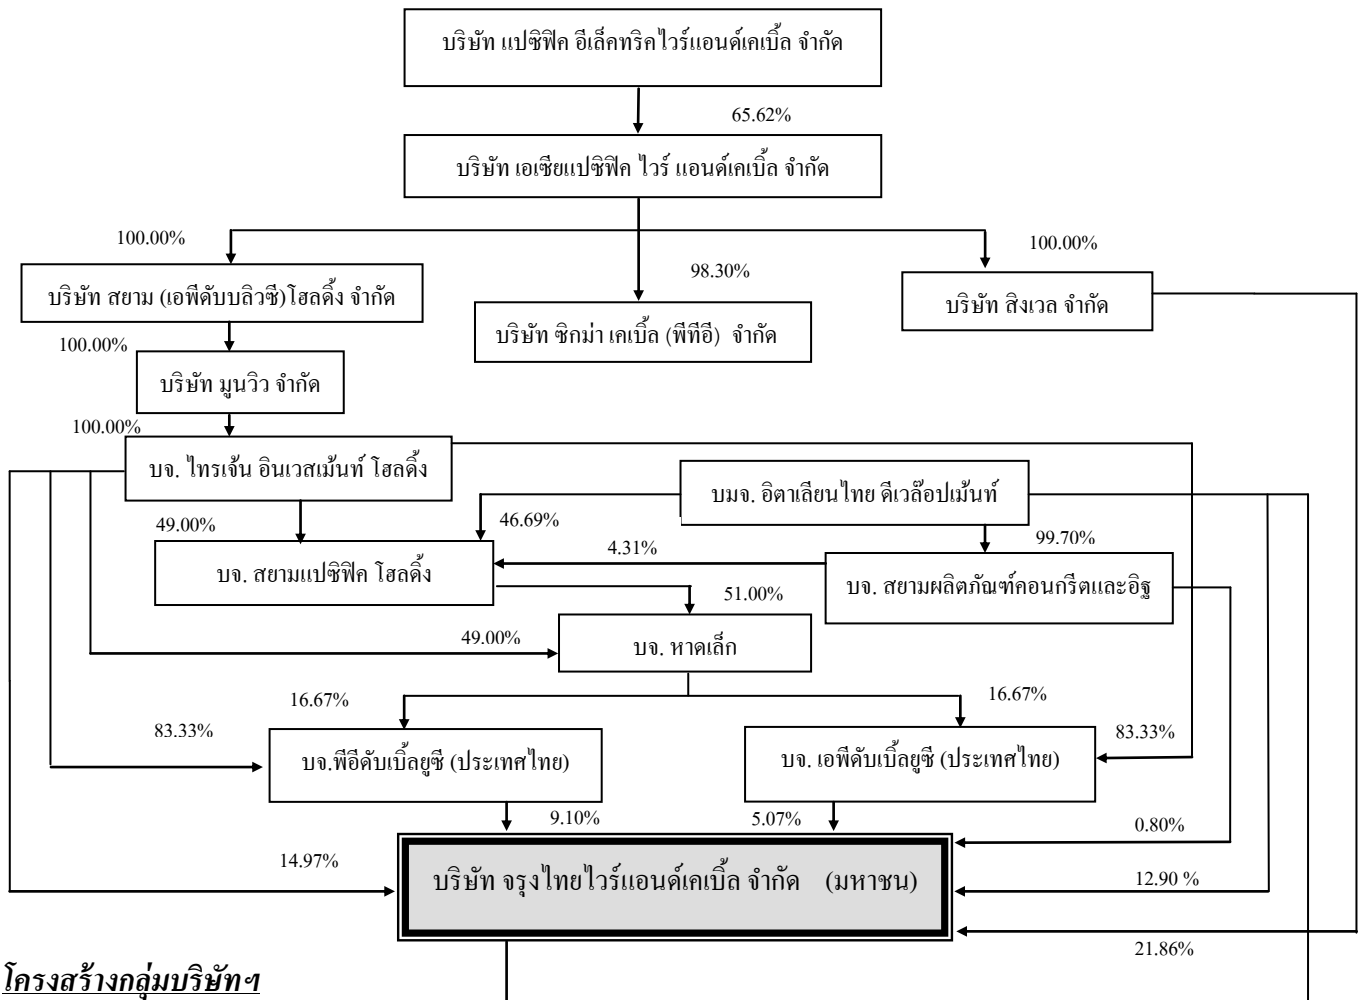 บริษัท แปซิฟิค อีเล็คทริคไวร์แอนด์เคเบิ้ล จำกัด
65.62%
บริษัท เอเซียแปซิฟิค ไวร์ แอนด์เคเบิ้ล จำกัด
100.00%
98.30%
100.00%
บริษัท สยาม (เอพีดับบลิวซี)โฮลดิ้ง จำกัด
บริษัท ซิกม่า เคเบิ้ล (พีทีอี) จำกัด
บริษัท สิงเวล จำกัด
100.00%
บริษัท มูนวิว จำกัด
100.00%
บจ. ไทรเจ้น อินเวสเม้นท์ โฮลดิ้ง
บมจ. อิตาเลียนไทย ดีเวล๊อปเม้นท์
49.00%
46.69%
4.31%
99.70%
บจ. สยามแปซิฟิค โฮลดิ้ง
บจ. สยามผลิตภัณฑ์คอนกรีตและอิฐ
51.00%
49.00%
บจ. หาดเล็ก
16.67%
16.67%
83.33%
83.33%
บจ.พีอีดับเบิ้ลยูซี (ประเทศไทย)
บจ. เอพีดับเบิ้ลยูซี (ประเทศไทย)
9.10%
5.07%
0.80%
14.97%
บริษัท จรุงไทยไวร์แอนด์เคเบิ้ล จำกัด (มหาชน)
12.90 %
21.86%
โครงสร้างกลุ่มบริษัทฯ